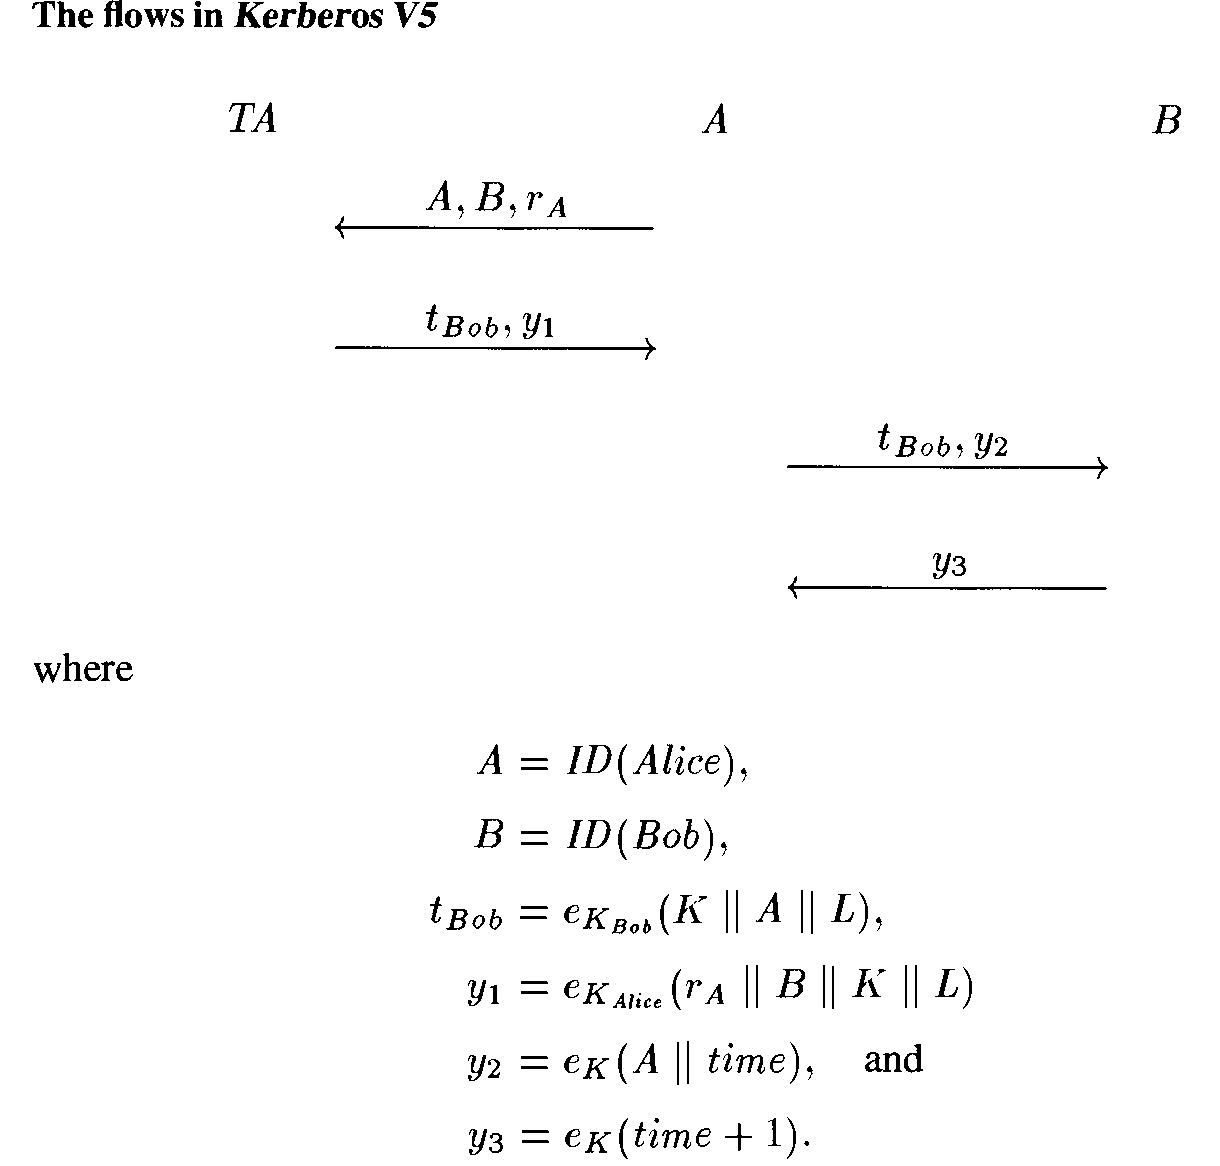 The flows in Kerberos V5
TA A B
A, B, r_A
t_Bob, y_1
t_Bob, y_2
y_3
where
A = ID(Alice),
B = ID(Bob),
t_Bob = e_{K_Bob}(K ‖ A ‖ L),
y_1 = e_{K_Alice}(r_A ‖ B ‖ K ‖ L)
y_2 = e_K(A ‖ time), and
y_3 = e_K(time + 1).